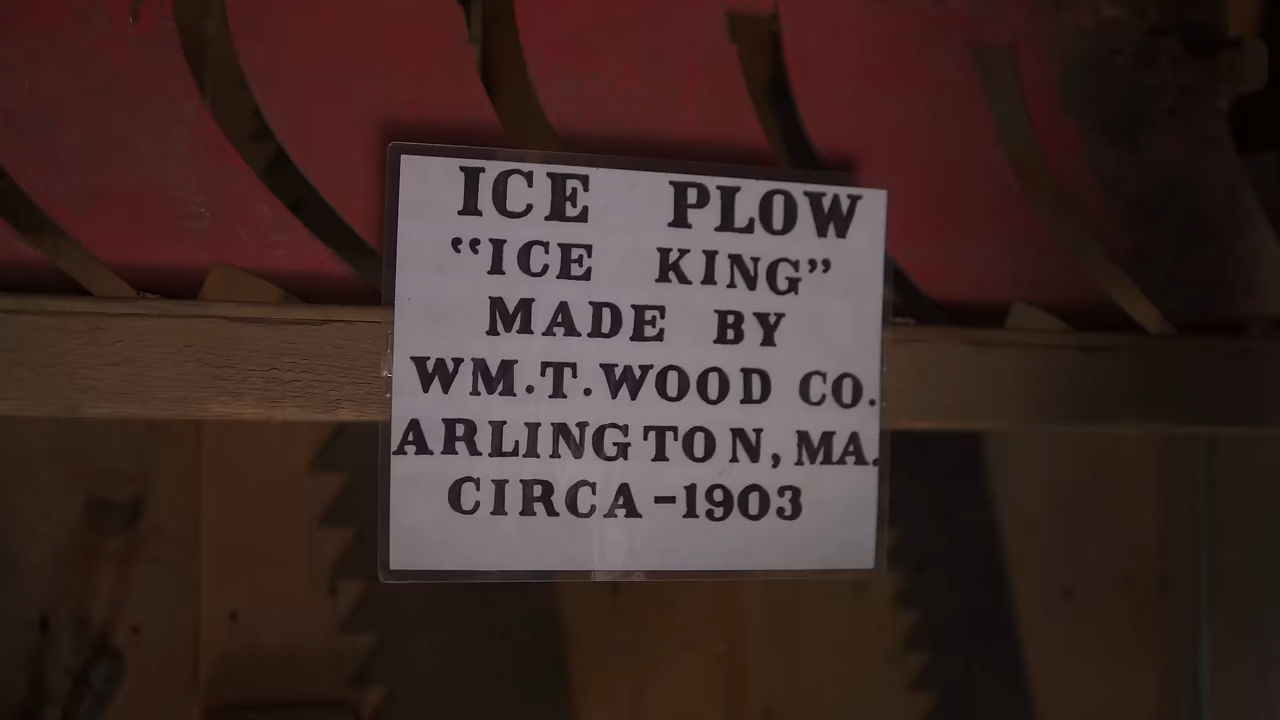 ICE PLOW
“ICE KING”
MADE BY
WM.T.WOOD CO.
ARLINGTON, MA.
CIRCA-1903